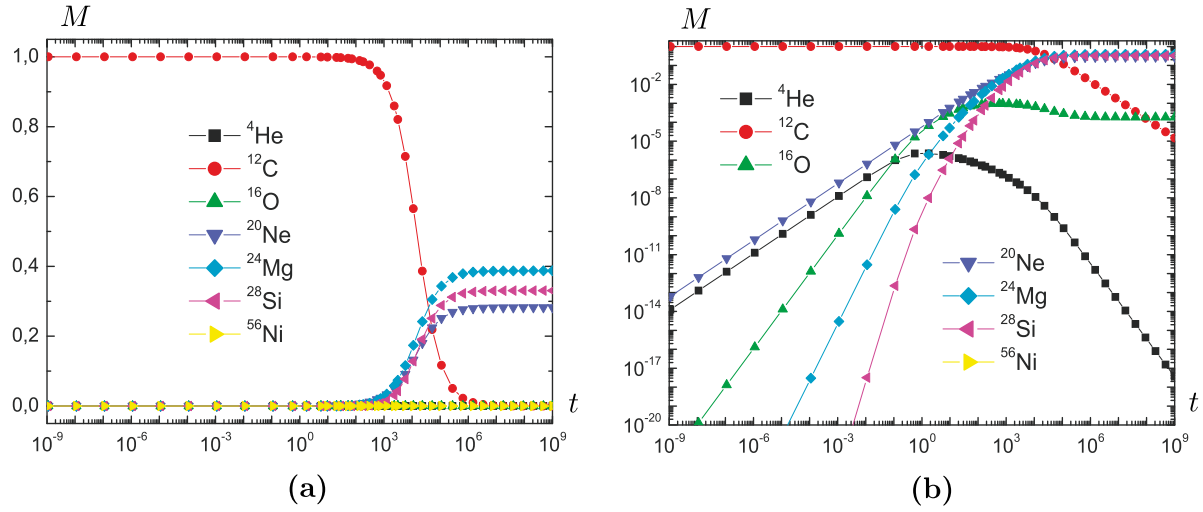 M
1,0
0,8
0,6
0,4
0,2
0,0
⁴He
¹²C
¹⁶O
²⁰Ne
²⁴Mg
²⁸Si
⁵⁶Ni
t
10⁻⁹ 10⁻⁶ 10⁻³ 10⁰ 10³ 10⁶ 10⁹
(a)
M
10⁻²
10⁻⁵
10⁻⁸
10⁻¹¹
10⁻¹⁴
10⁻¹⁷
10⁻²⁰
⁴He
¹²C
¹⁶O
²⁰Ne
²⁴Mg
²⁸Si
⁵⁶Ni
t
10⁻⁹ 10⁻⁶ 10⁻³ 10⁰ 10³ 10⁶ 10⁹
(b)